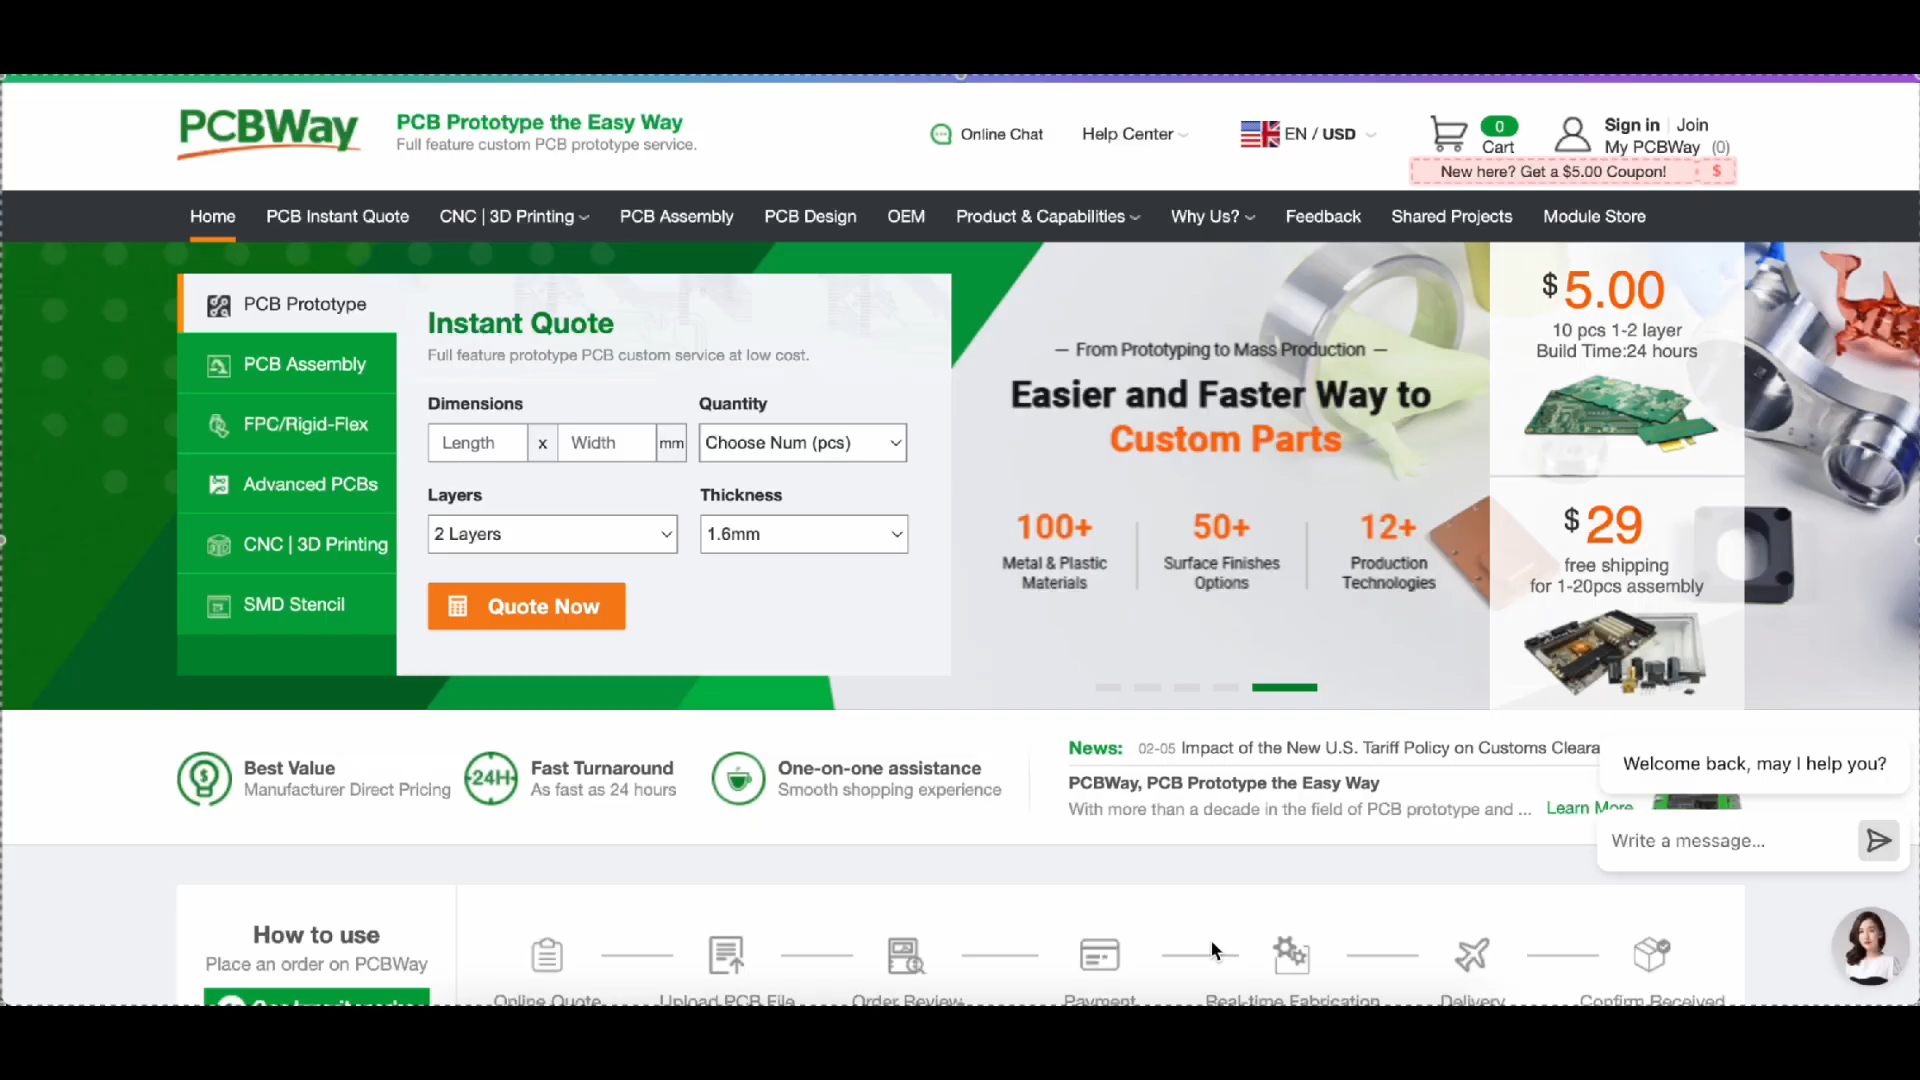 PCBWay
PCB Prototype the Easy Way
Full feature custom PCB prototype service.
Online Chat
Help Center
EN / USD
0
Cart
Sign in
Join
My PCBWay (0)
New here? Get a $5.00 Coupon! $
Home
PCB Instant Quote
CNC | 3D Printing
PCB Assembly
PCB Design
OEM
Product & Capabilities
Why Us?
Feedback
Shared Projects
Module Store
PCB Prototype
PCB Assembly
FPC/Rigid-Flex
Advanced PCBs
CNC | 3D Printing
SMD Stencil
Instant Quote
Full feature prototype PCB custom service at low cost.
Dimensions
Quantity
Length x Width mm
Choose Num (pcs)
Layers
Thickness
2 Layers
1.6mm
Quote Now
— From Prototyping to Mass Production —
Easier and Faster Way to
Custom Parts
100+
Metal & Plastic
Materials
50+
Surface Finishes
Options
12+
Production
Technologies
$5.00
10 pcs 1-2 layer
Build Time:24 hours
$29
free shipping
for 1-20pcs assembly
Best Value
Manufacturer Direct Pricing
24H
Fast Turnaround
As fast as 24 hours
One-on-one assistance
Smooth shopping experience
News: 02-05 Impact of the New U.S. Tariff Policy on Customs Cleara
PCBWay, PCB Prototype the Easy Way
With more than a decade in the field of PCB prototype and ... Learn More
Welcome back, may I help you?
Write a message...
How to use
Place an order on PCBWay
Online Quote
Upload PCB File
Order Review
Payment
Real-time Fabrication
Delivery
Confirm Received